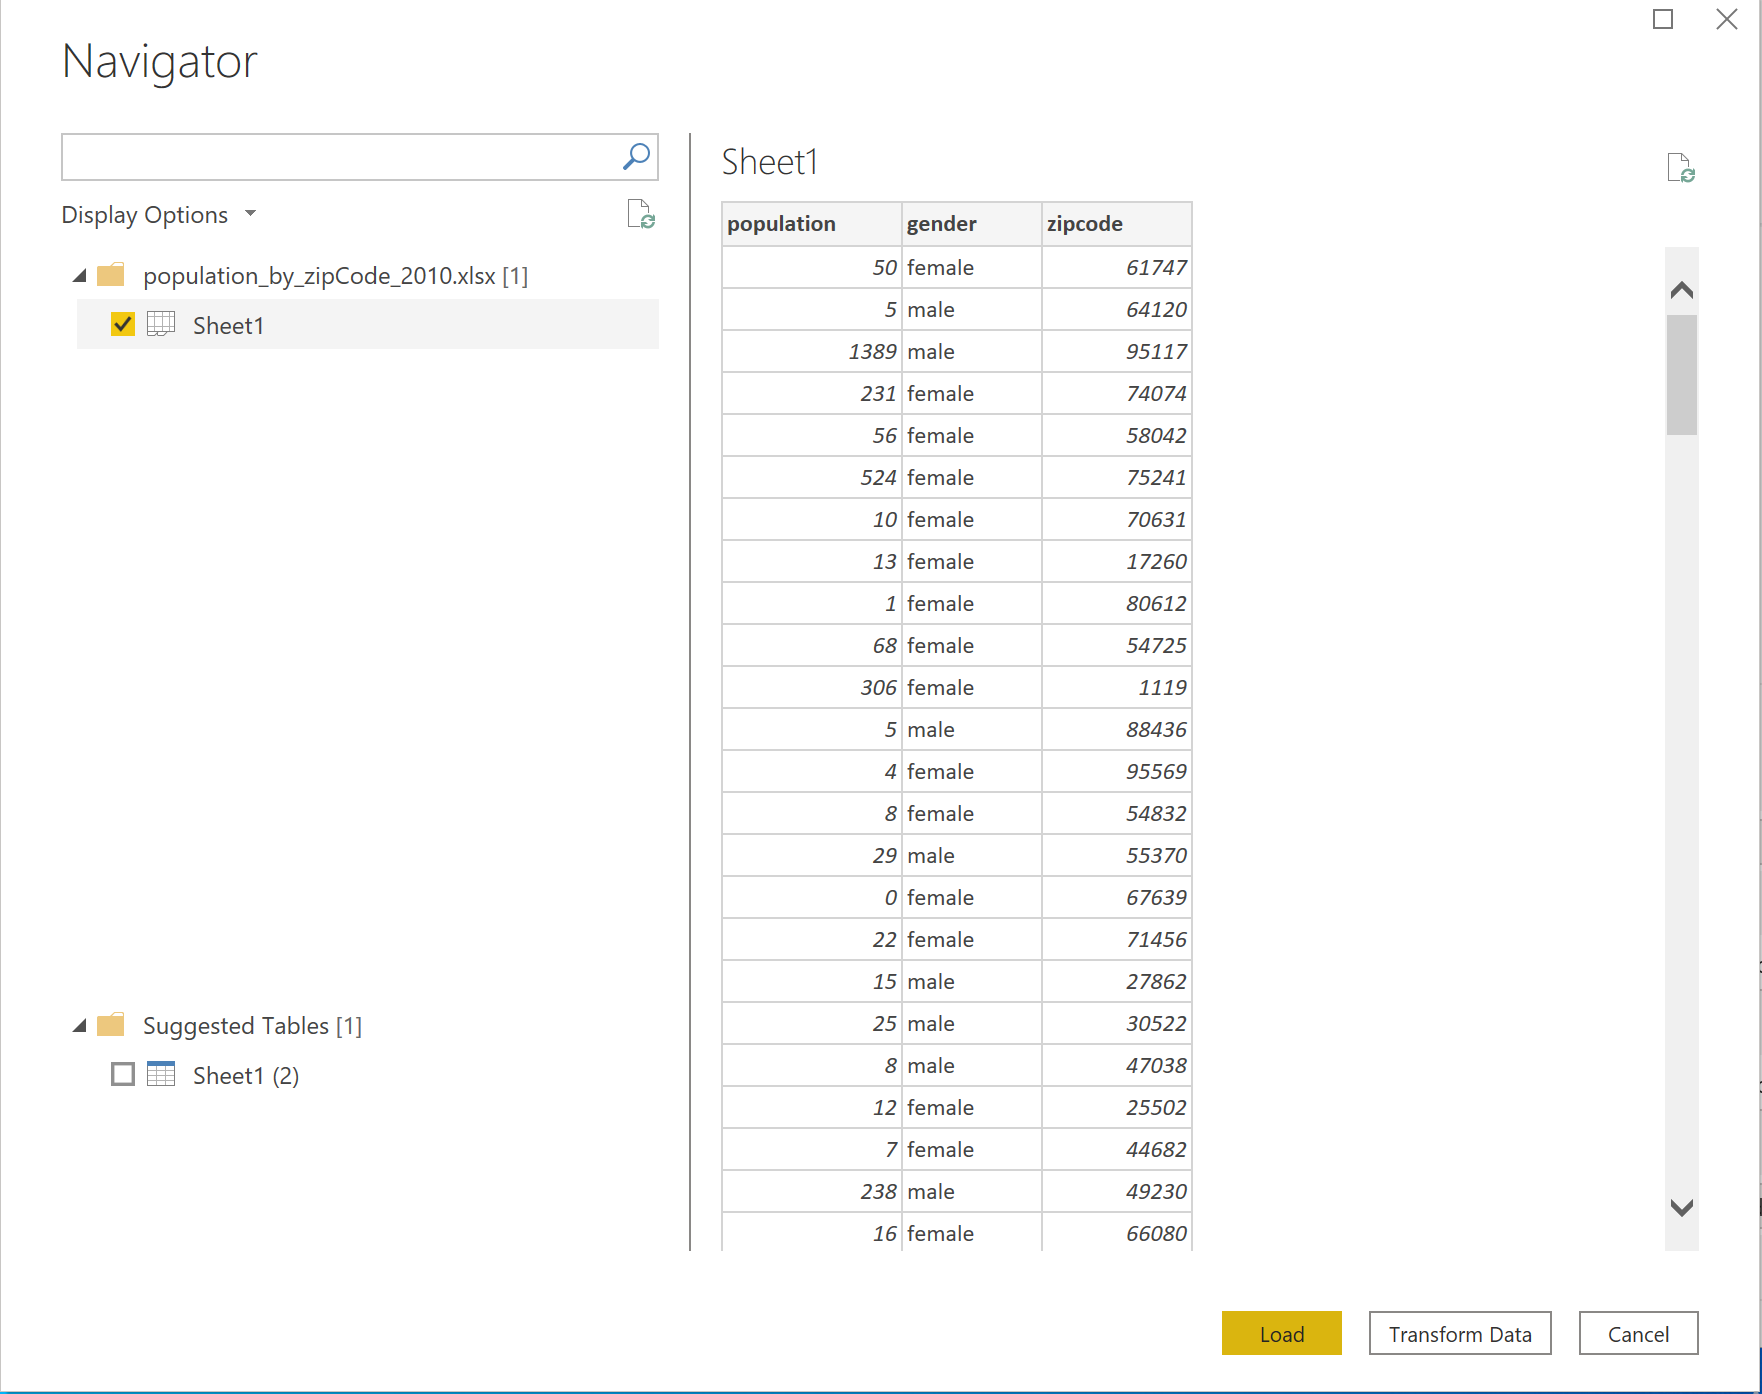 Navigator
Display Options
population_by_zipCode_2010.xlsx [1]
Sheet1
Suggested Tables [1]
Sheet1 (2)
Sheet1
population gender zipcode
50 female 61747
5 male 64120
1389 male 95117
231 female 74074
56 female 58042
524 female 75241
10 female 70631
13 female 17260
1 female 80612
68 female 54725
306 female 1119
5 male 88436
4 female 95569
8 female 54832
29 male 55370
0 female 67639
22 female 71456
15 male 27862
25 male 30522
8 male 47038
12 female 25502
7 female 44682
238 male 49230
16 female 66080
Load Transform Data Cancel